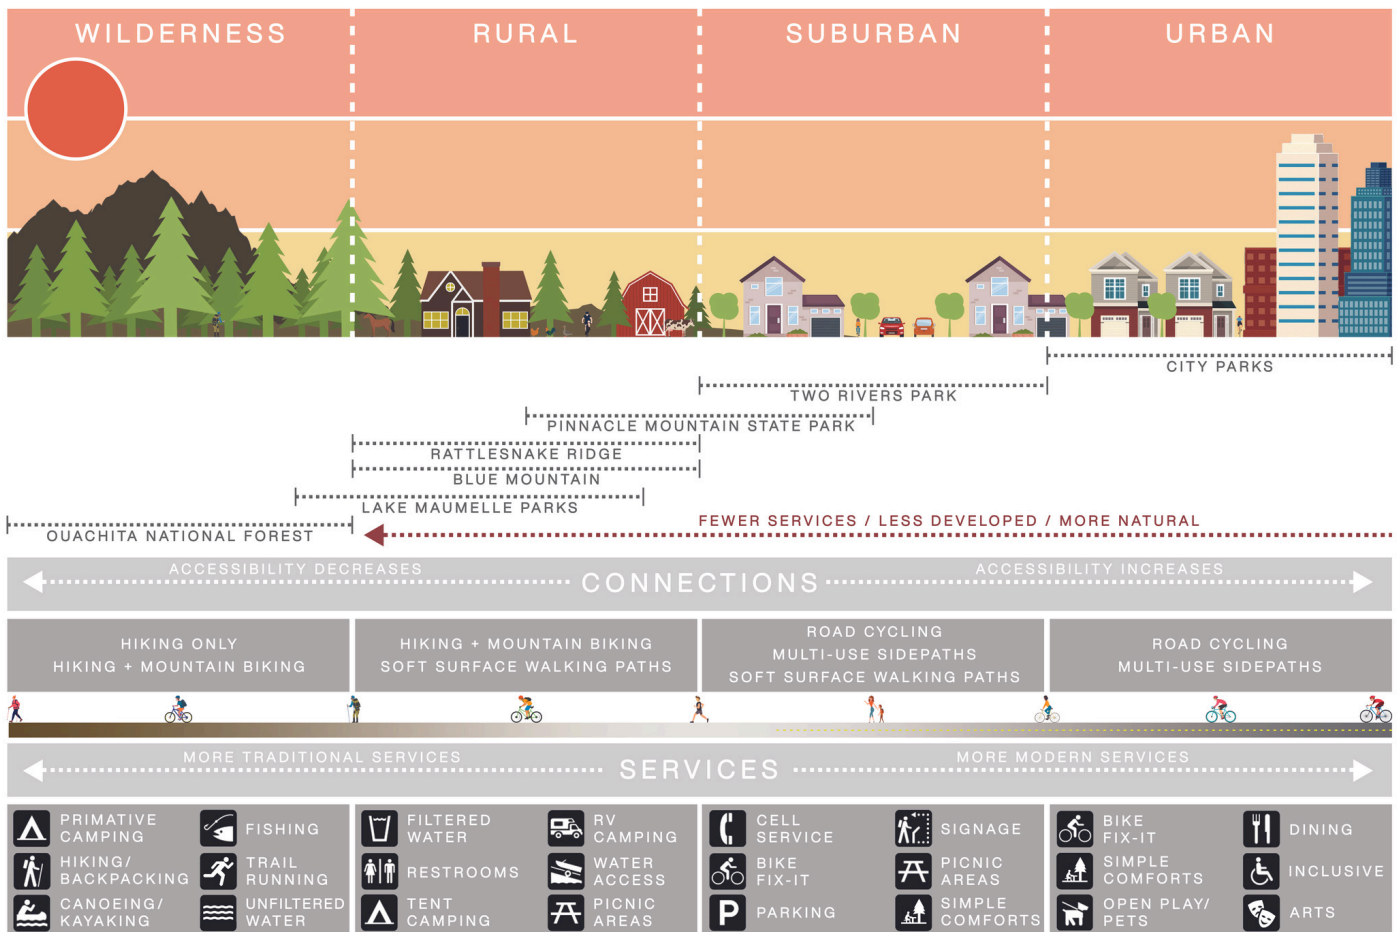 WILDERNESS
RURAL
SUBURBAN
URBAN
CITY PARKS
TWO RIVERS PARK
PINNACLE MOUNTAIN STATE PARK
RATTLESNAKE RIDGE
BLUE MOUNTAIN
LAKE MAUMELLE PARKS
OUACHITA NATIONAL FOREST
FEWER SERVICES / LESS DEVELOPED / MORE NATURAL
ACCESSIBILITY DECREASES
CONNECTIONS
ACCESSIBILITY INCREASES
HIKING ONLY
HIKING + MOUNTAIN BIKING
HIKING + MOUNTAIN BIKING
SOFT SURFACE WALKING PATHS
ROAD CYCLING
MULTI-USE SIDEPATHS
SOFT SURFACE WALKING PATHS
ROAD CYCLING
MULTI-USE SIDEPATHS
MORE TRADITIONAL SERVICES
SERVICES
MORE MODERN SERVICES
PRIMATIVE
CAMPING
HIKING/
BACKPACKING
CANOEING/
KAYAKING
FISHING
TRAIL
RUNNING
UNFILTERED
WATER
FILTERED
WATER
RESTROOMS
TENT
CAMPING
RV
CAMPING
WATER
ACCESS
PICNIC
AREAS
CELL
SERVICE
BIKE
FIX-IT
P
PARKING
SIGNAGE
PICNIC
AREAS
SIMPLE
COMFORTS
BIKE
FIX-IT
SIMPLE
COMFORTS
OPEN PLAY/
PETS
DINING
INCLUSIVE
ARTS